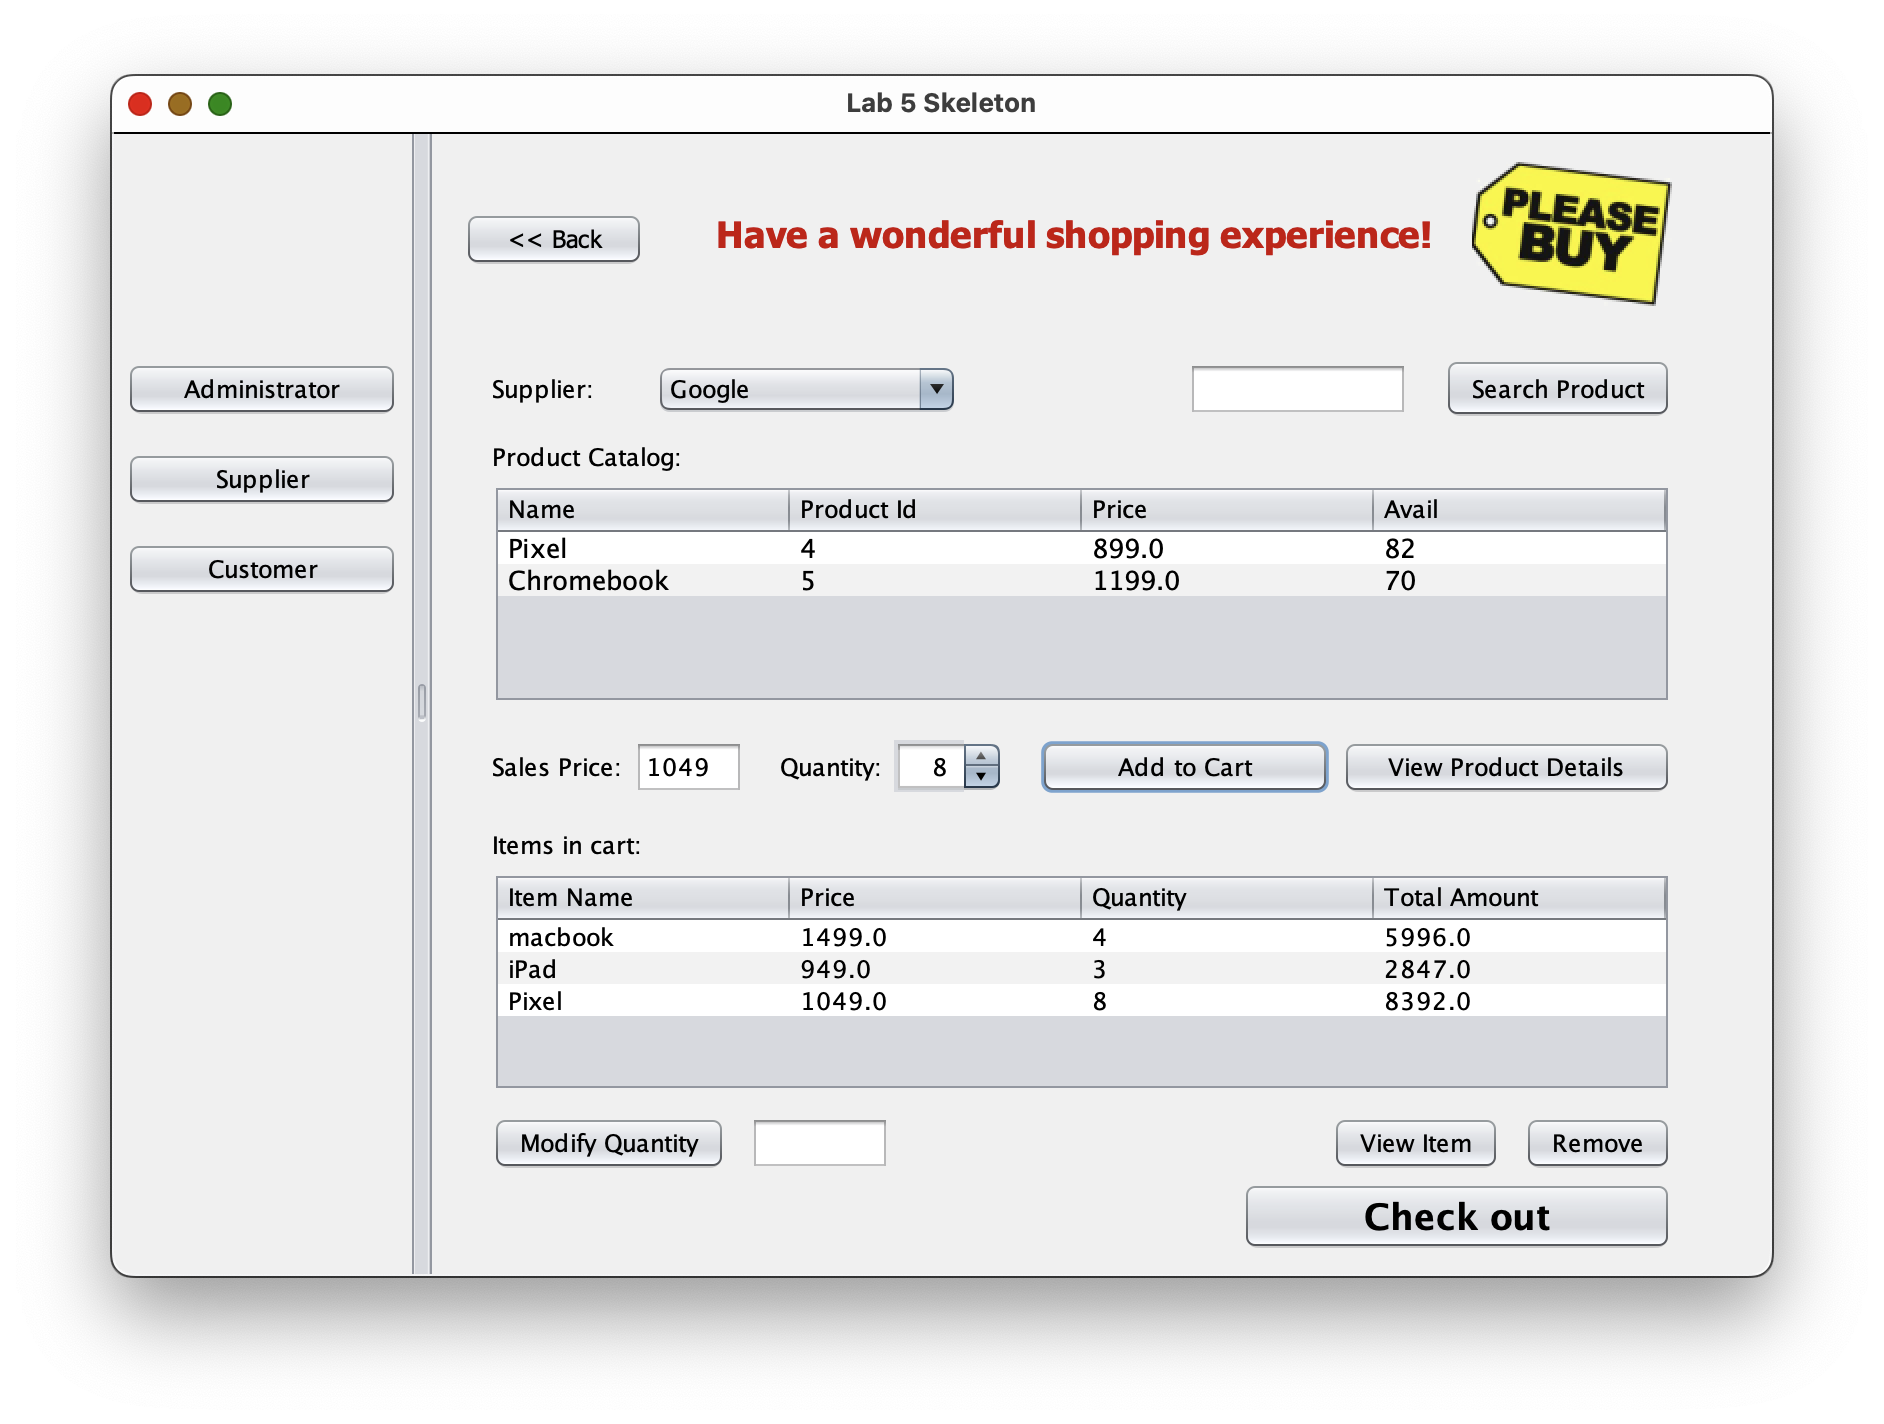 Lab 5 Skeleton
<< Back
Have a wonderful shopping experience!
PLEASE
BUY
Administrator
Supplier
Customer
Supplier: Google Search Product
Product Catalog:
Name Product Id Price Avail
Pixel 4 899.0 82
Chromebook 5 1199.0 70
Sales Price: 1049 Quantity: 8 Add to Cart View Product Details
Items in cart:
Item Name Price Quantity Total Amount
macbook 1499.0 4 5996.0
iPad 949.0 3 2847.0
Pixel 1049.0 8 8392.0
Modify Quantity View Item Remove
Check out